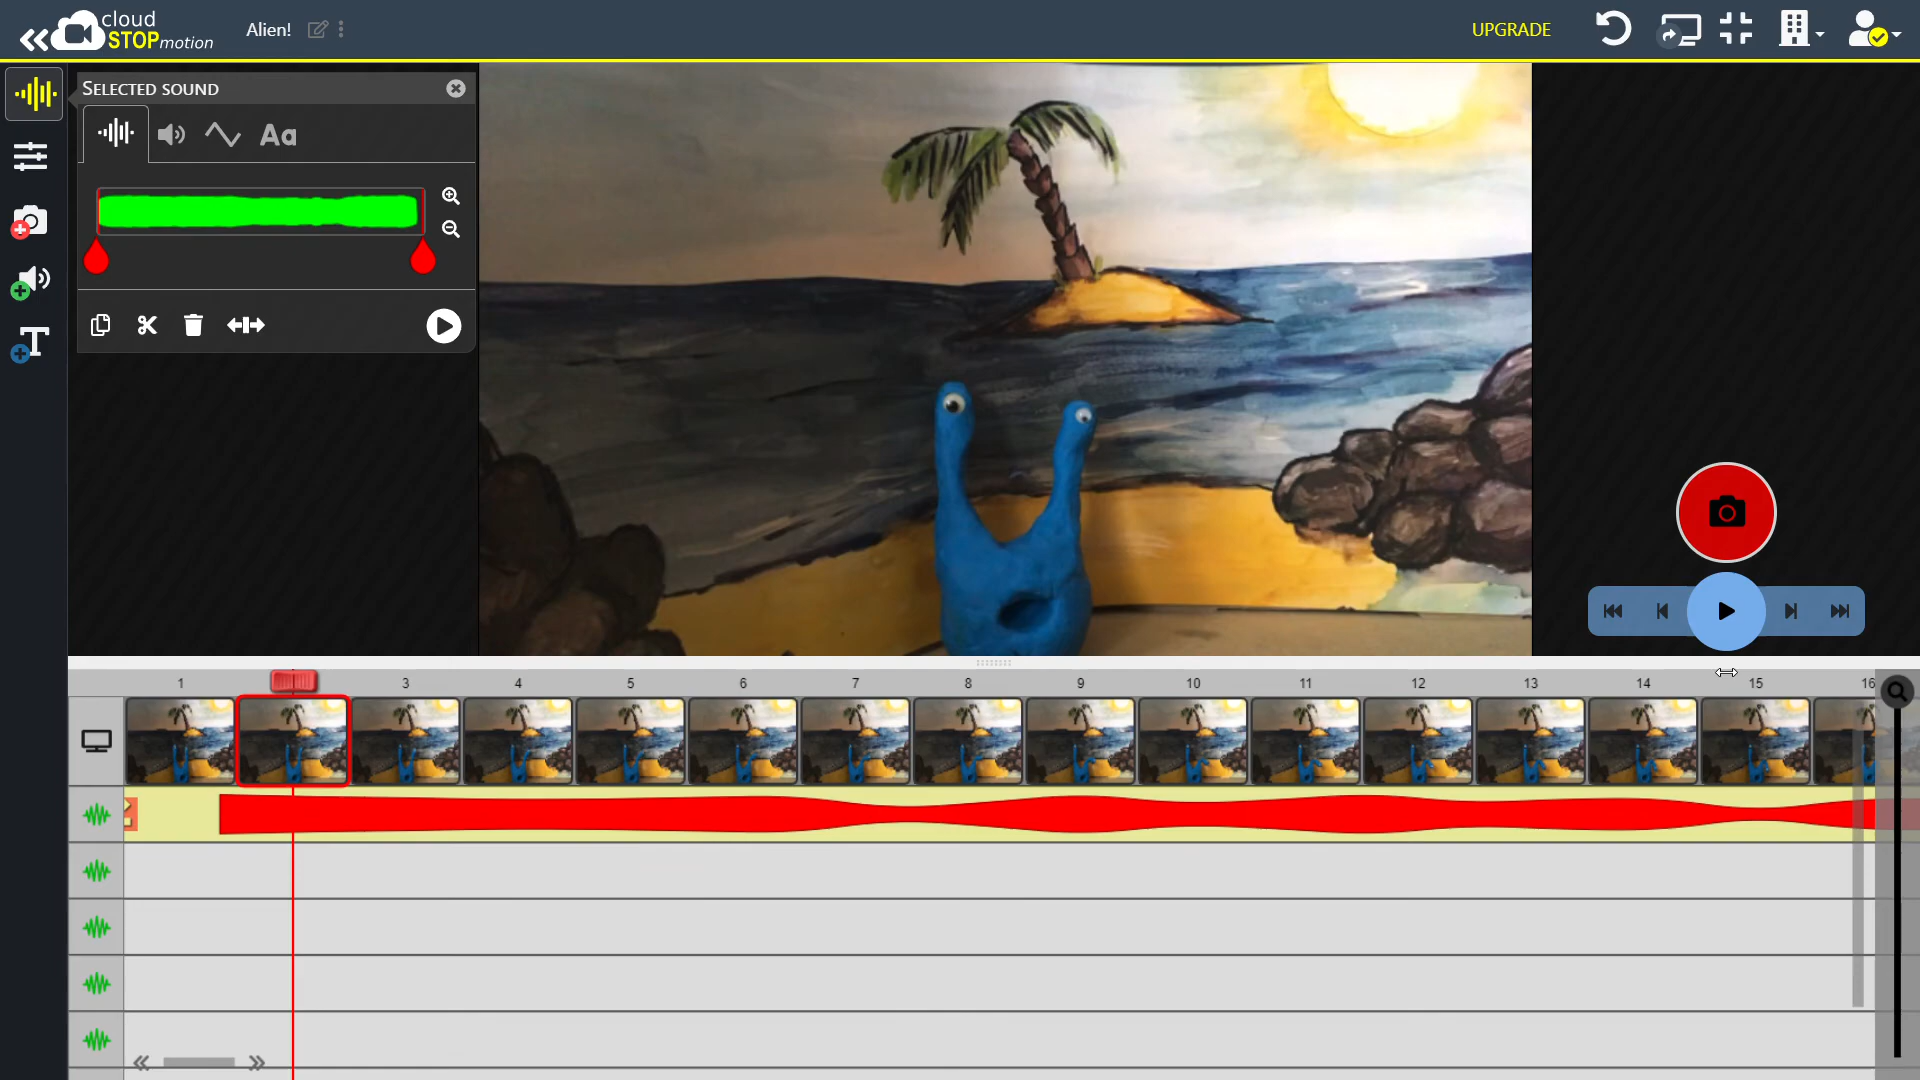 cloud
STOPmotion
Alien!
UPGRADE
SELECTED SOUND
Aa
1 3 4 5 6 7 8 9 10 11 12 13 14 15 16